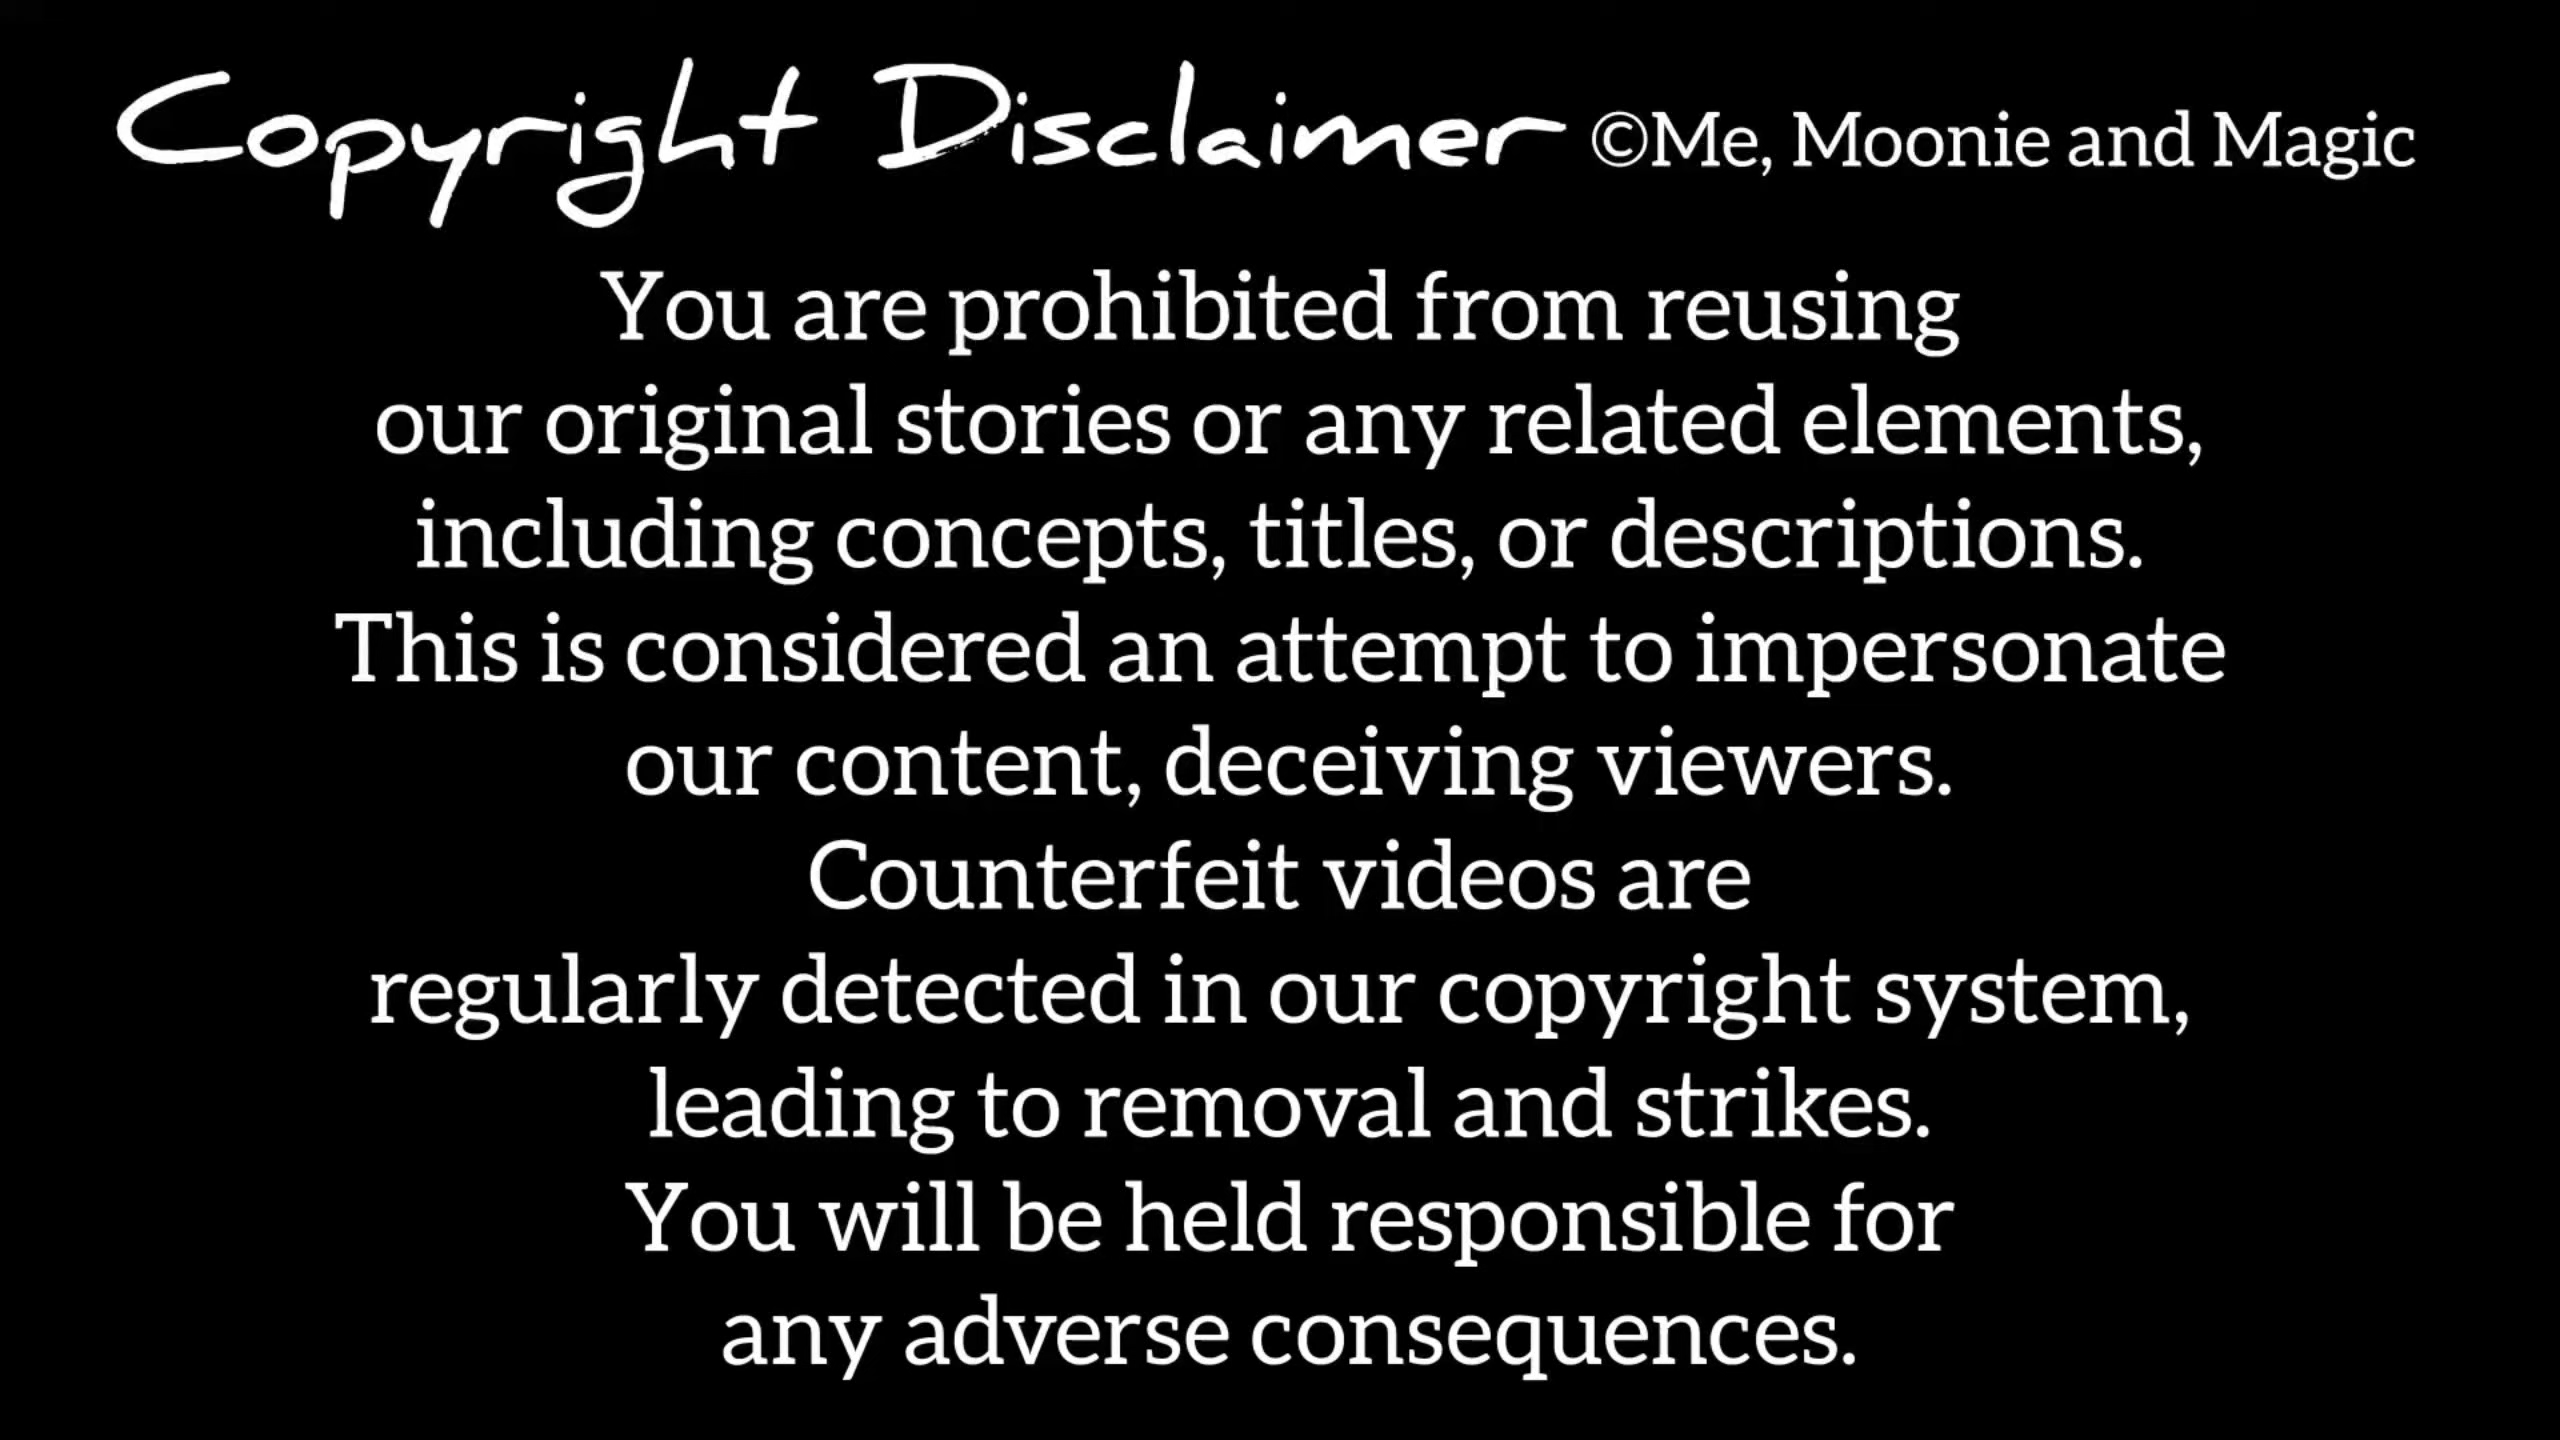 Copyright Disclaimer ©Me, Moonie and Magic
You are prohibited from reusing
our original stories or any related elements,
including concepts, titles, or descriptions.
This is considered an attempt to impersonate
our content, deceiving viewers.
Counterfeit videos are
regularly detected in our copyright system,
leading to removal and strikes.
You will be held responsible for
any adverse consequences.